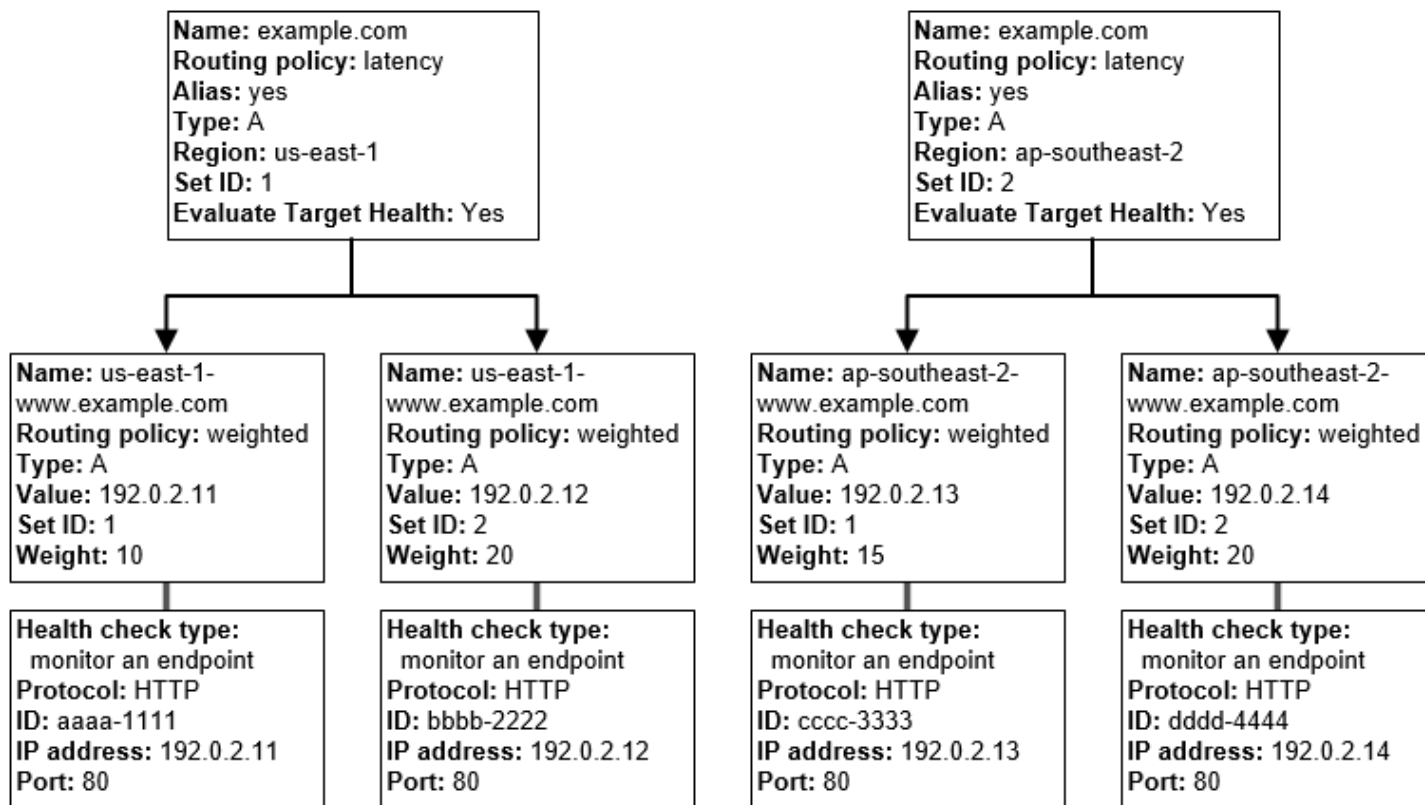 Name: example.com
Routing policy: latency
Alias: yes
Type: A
Region: us-east-1
Set ID: 1
Evaluate Target Health: Yes
Name: example.com
Routing policy: latency
Alias: yes
Type: A
Region: ap-southeast-2
Set ID: 2
Evaluate Target Health: Yes
Name: us-east-1-
www.example.com
Routing policy: weighted
Type: A
Value: 192.0.2.11
Set ID: 1
Weight: 10
Name: us-east-1-
www.example.com
Routing policy: weighted
Type: A
Value: 192.0.2.12
Set ID: 2
Weight: 20
Name: ap-southeast-2-
www.example.com
Routing policy: weighted
Type: A
Value: 192.0.2.13
Set ID: 1
Weight: 15
Name: ap-southeast-2-
www.example.com
Routing policy: weighted
Type: A
Value: 192.0.2.14
Set ID: 2
Weight: 20
Health check type:
monitor an endpoint
Protocol: HTTP
ID: aaaa-1111
IP address: 192.0.2.11
Port: 80
Health check type:
monitor an endpoint
Protocol: HTTP
ID: bbbb-2222
IP address: 192.0.2.12
Port: 80
Health check type:
monitor an endpoint
Protocol: HTTP
ID: cccc-3333
IP address: 192.0.2.13
Port: 80
Health check type:
monitor an endpoint
Protocol: HTTP
ID: dddd-4444
IP address: 192.0.2.14
Port: 80